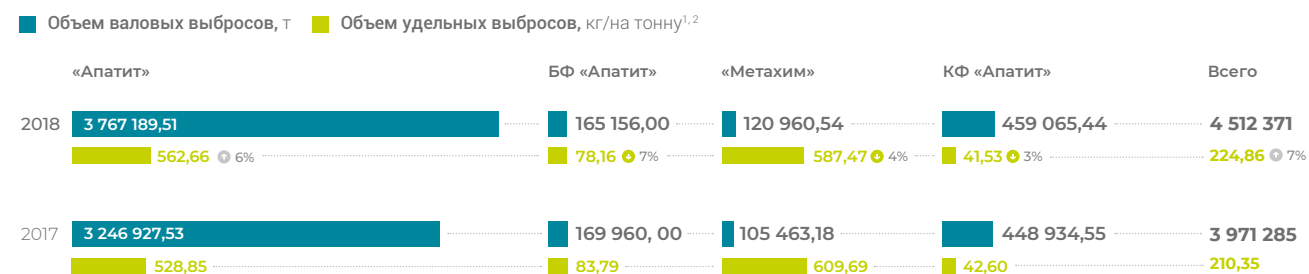 Объем валовых выбросов, т Объем удельных выбросов, кг/на тонну1, 2
«Апатит» БФ «Апатит» «Метахим» КФ «Апатит» Всего
2018 3 767 189,51 165 156,00 120 960,54 459 065,44 4 512 371
562,66 6% 78,16 7% 587,47 4% 41,53 3% 224,86 7%
2017 3 246 927,53 169 960, 00 105 463,18 448 934,55 3 971 285
528,85 83,79 609,69 42,60 210,35